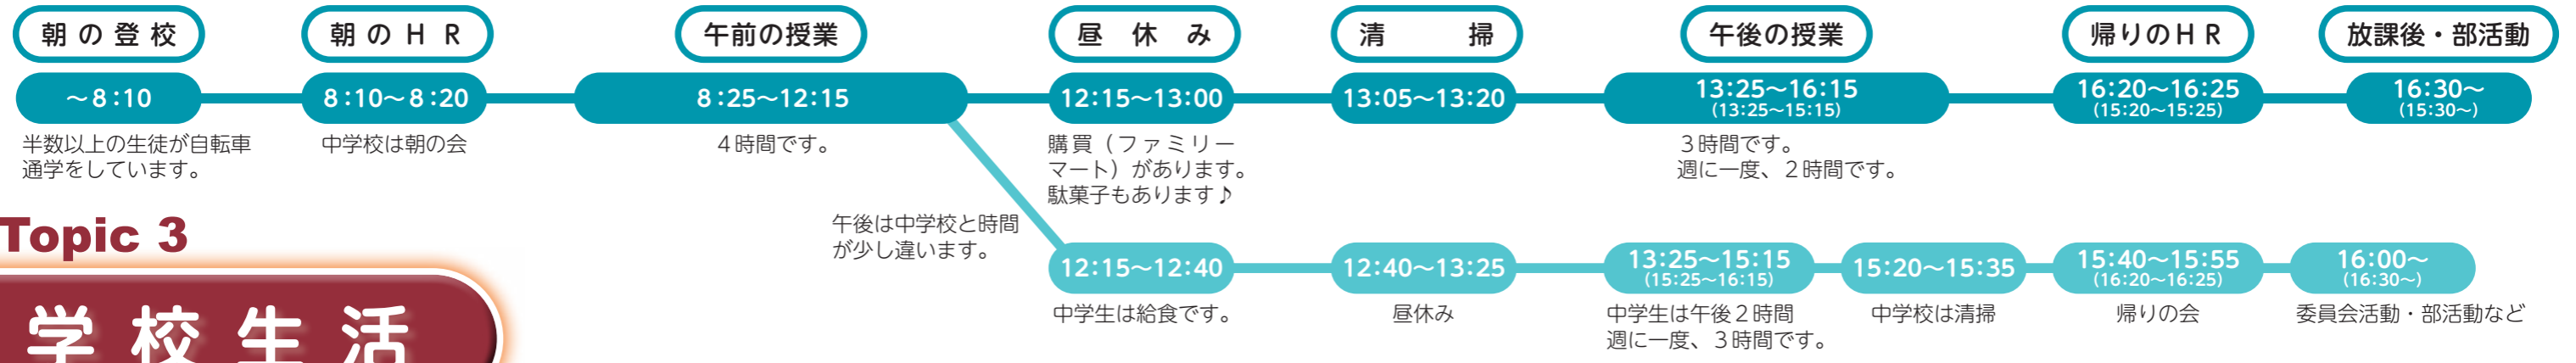 朝の登校
朝のHR
午前の授業
昼休み
清掃
午後の授業
帰りのHR
放課後・部活動
～8:10
8:10～8:20
8:25～12:15
12:15～13:00
13:05～13:20
13:25～16:15
(13:25～15:15)
16:20～16:25
(15:20～15:25)
16:30～
(15:30～)
半数以上の生徒が自転車
通学をしています。
中学校は朝の会
4時間です。
購買（ファミリー
マート）があります。
駄菓子もあります♪
3時間です。
週に一度、2時間です。
午後は中学校と時間
が少し違います。
12:15～12:40
12:40～13:25
13:25～15:15
(15:25～16:15)
15:20～15:35
15:40～15:55
(16:20～16:25)
16:00～
(16:30～)
中学生は給食です。
昼休み
中学生は午後2時間
週に一度、3時間です。
中学校は清掃
帰りの会
委員会活動・部活動など
Topic 3
学校生活